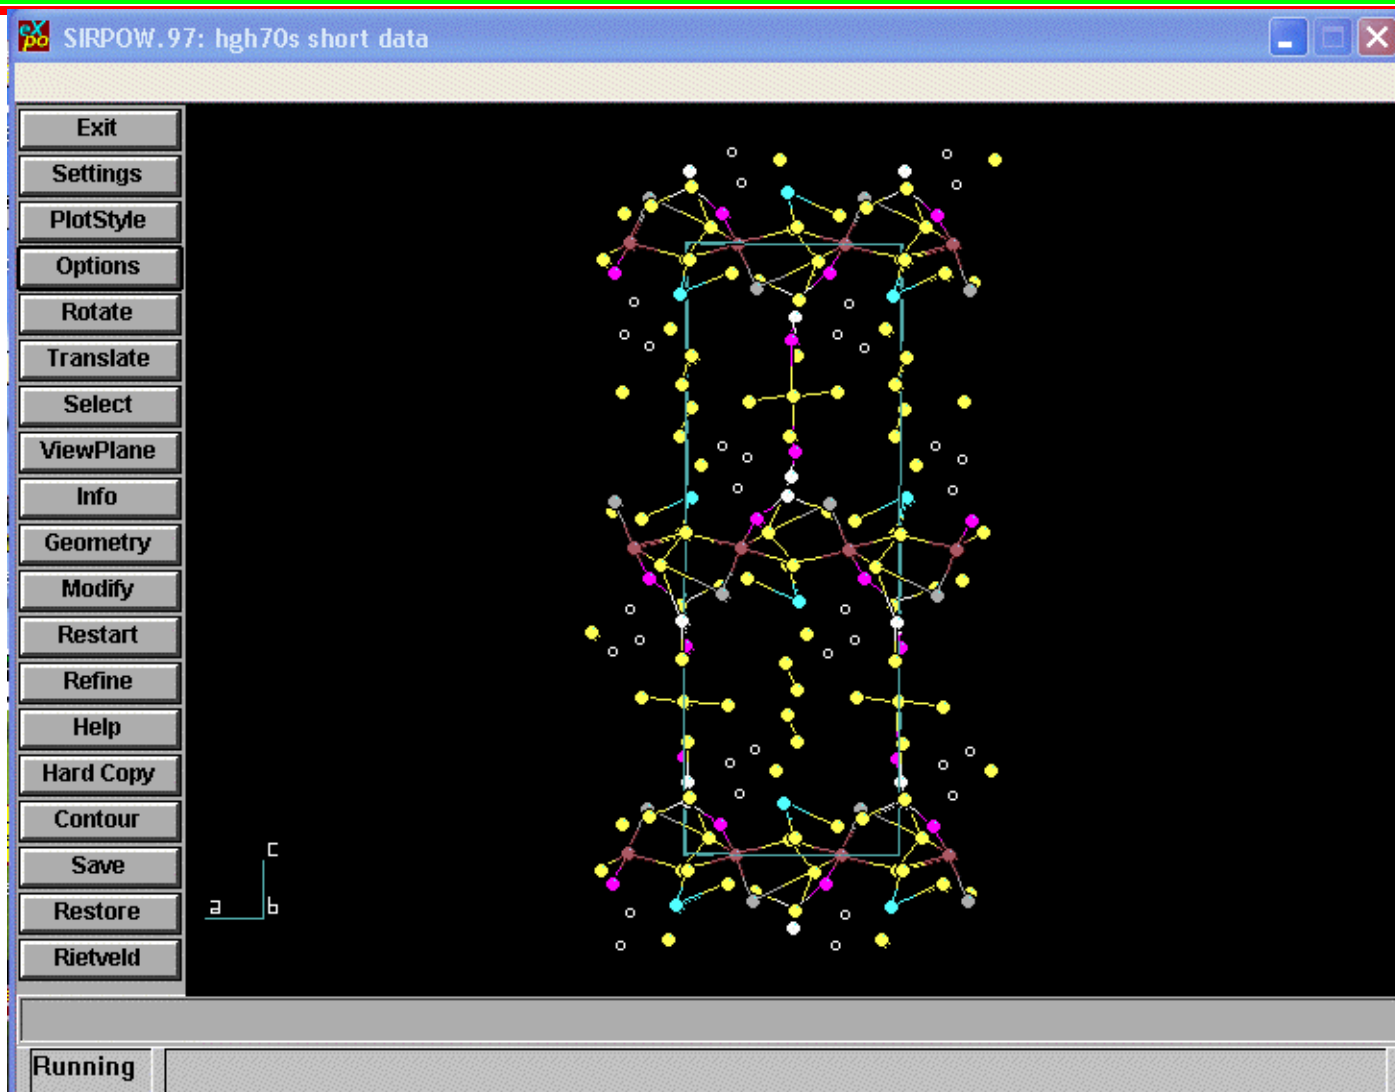 eXpo SIRPOW.97: hgh70s short data
Exit
Settings
PlotStyle
Options
Rotate
Translate
Select
ViewPlane
Info
Geometry
Modify
Restart
Refine
Help
Hard Copy
Contour
Save
Restore
Rietveld
c
a b
Running